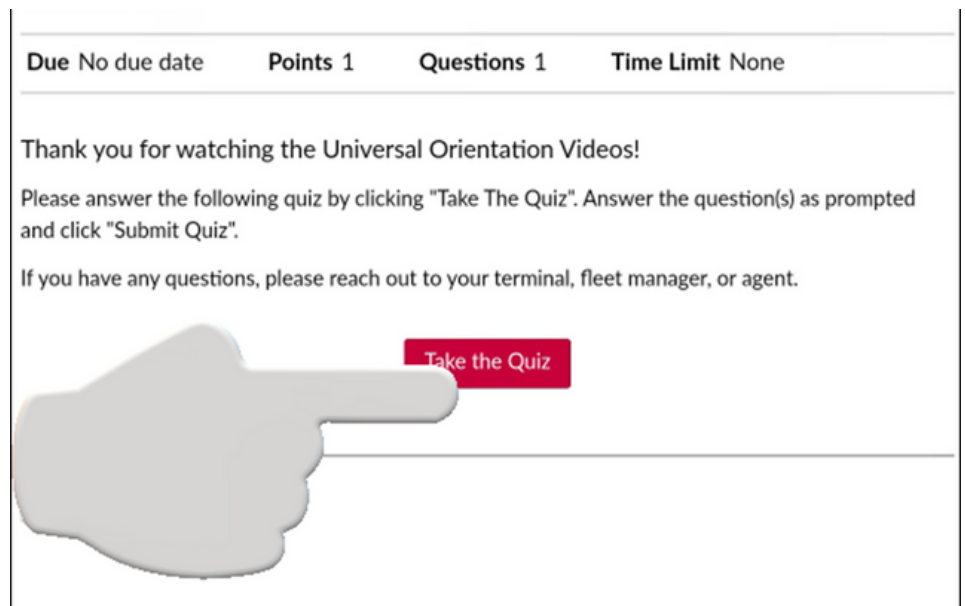 Due No due date Points 1 Questions 1 Time Limit None
Thank you for watching the Universal Orientation Videos!
Please answer the following quiz by clicking "Take The Quiz". Answer the question(s) as prompted
and click "Submit Quiz".
If you have any questions, please reach out to your terminal, fleet manager, or agent.
Take the Quiz